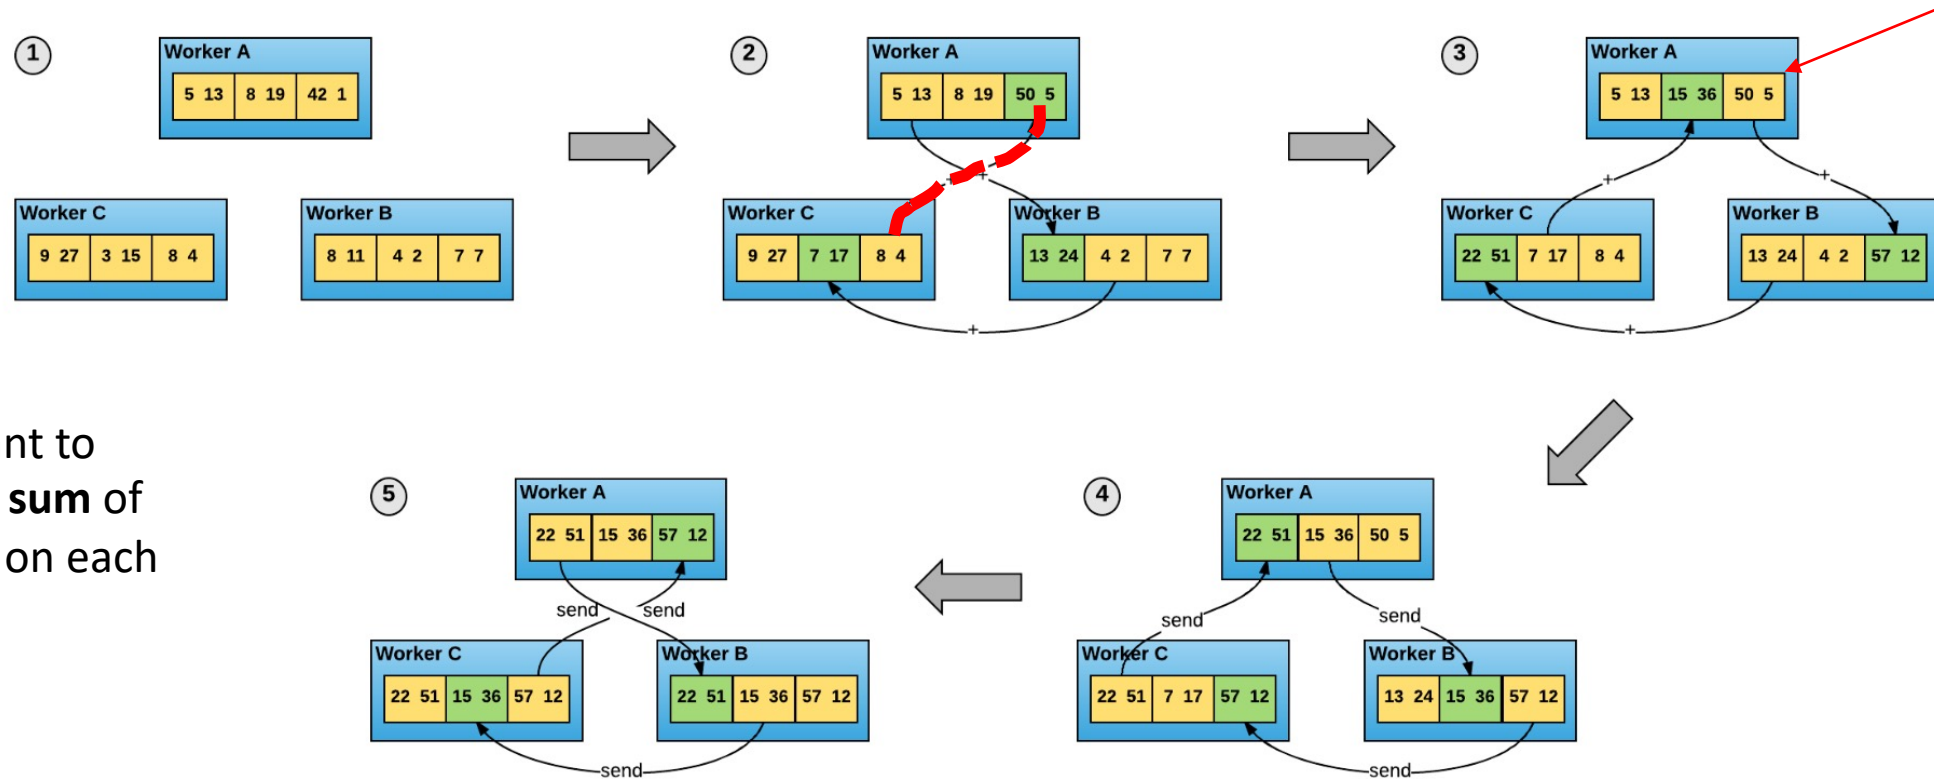 1
Worker A
5 13 8 19 42 1
Worker C
9 27 3 15 8 4
Worker B
8 11 4 2 7 7
2
Worker A
5 13 8 19 50 5
+ +
Worker C
9 27 7 17 8 4
Worker B
13 24 4 2 7 7
+
3
Worker A
5 13 15 36 50 5
+ +
Worker C
22 51 7 17 8 4
Worker B
13 24 4 2 57 12
+
nt to
sum of
on each
5
Worker A
22 51 15 36 57 12
send send
Worker C
22 51 15 36 57 12
Worker B
22 51 15 36 57 12
send
4
Worker A
22 51 15 36 50 5
send send
Worker C
22 51 7 17 57 12
Worker B
13 24 15 36 57 12
send